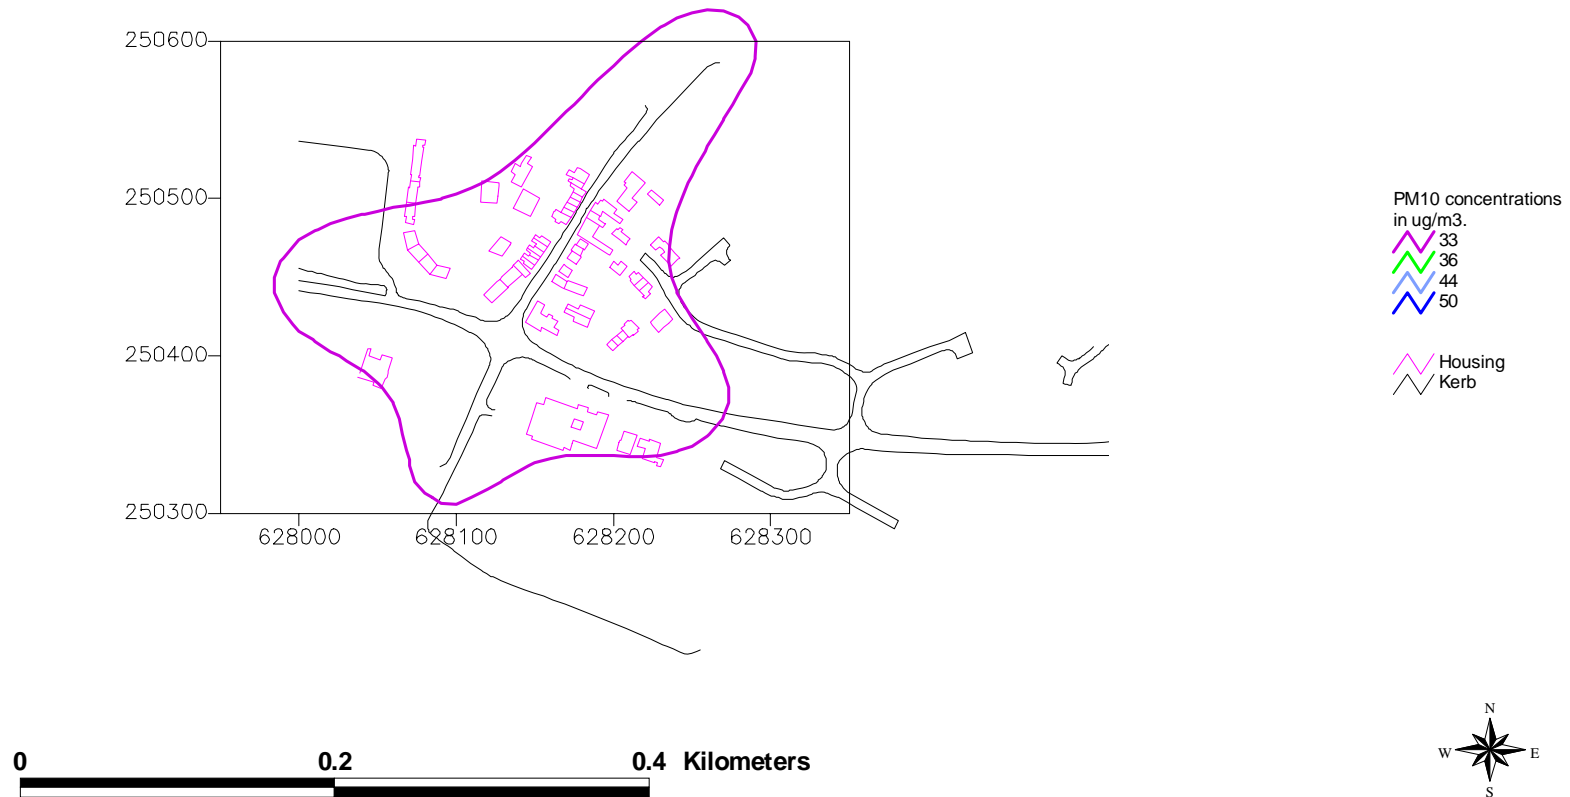 250600
250500
250400
250300
628000 628100 628200 628300
PM10 concentrations
in ug/m3.
33
36
44
50
Housing
Kerb
0 0.2 0.4 Kilometers
N
W E
S